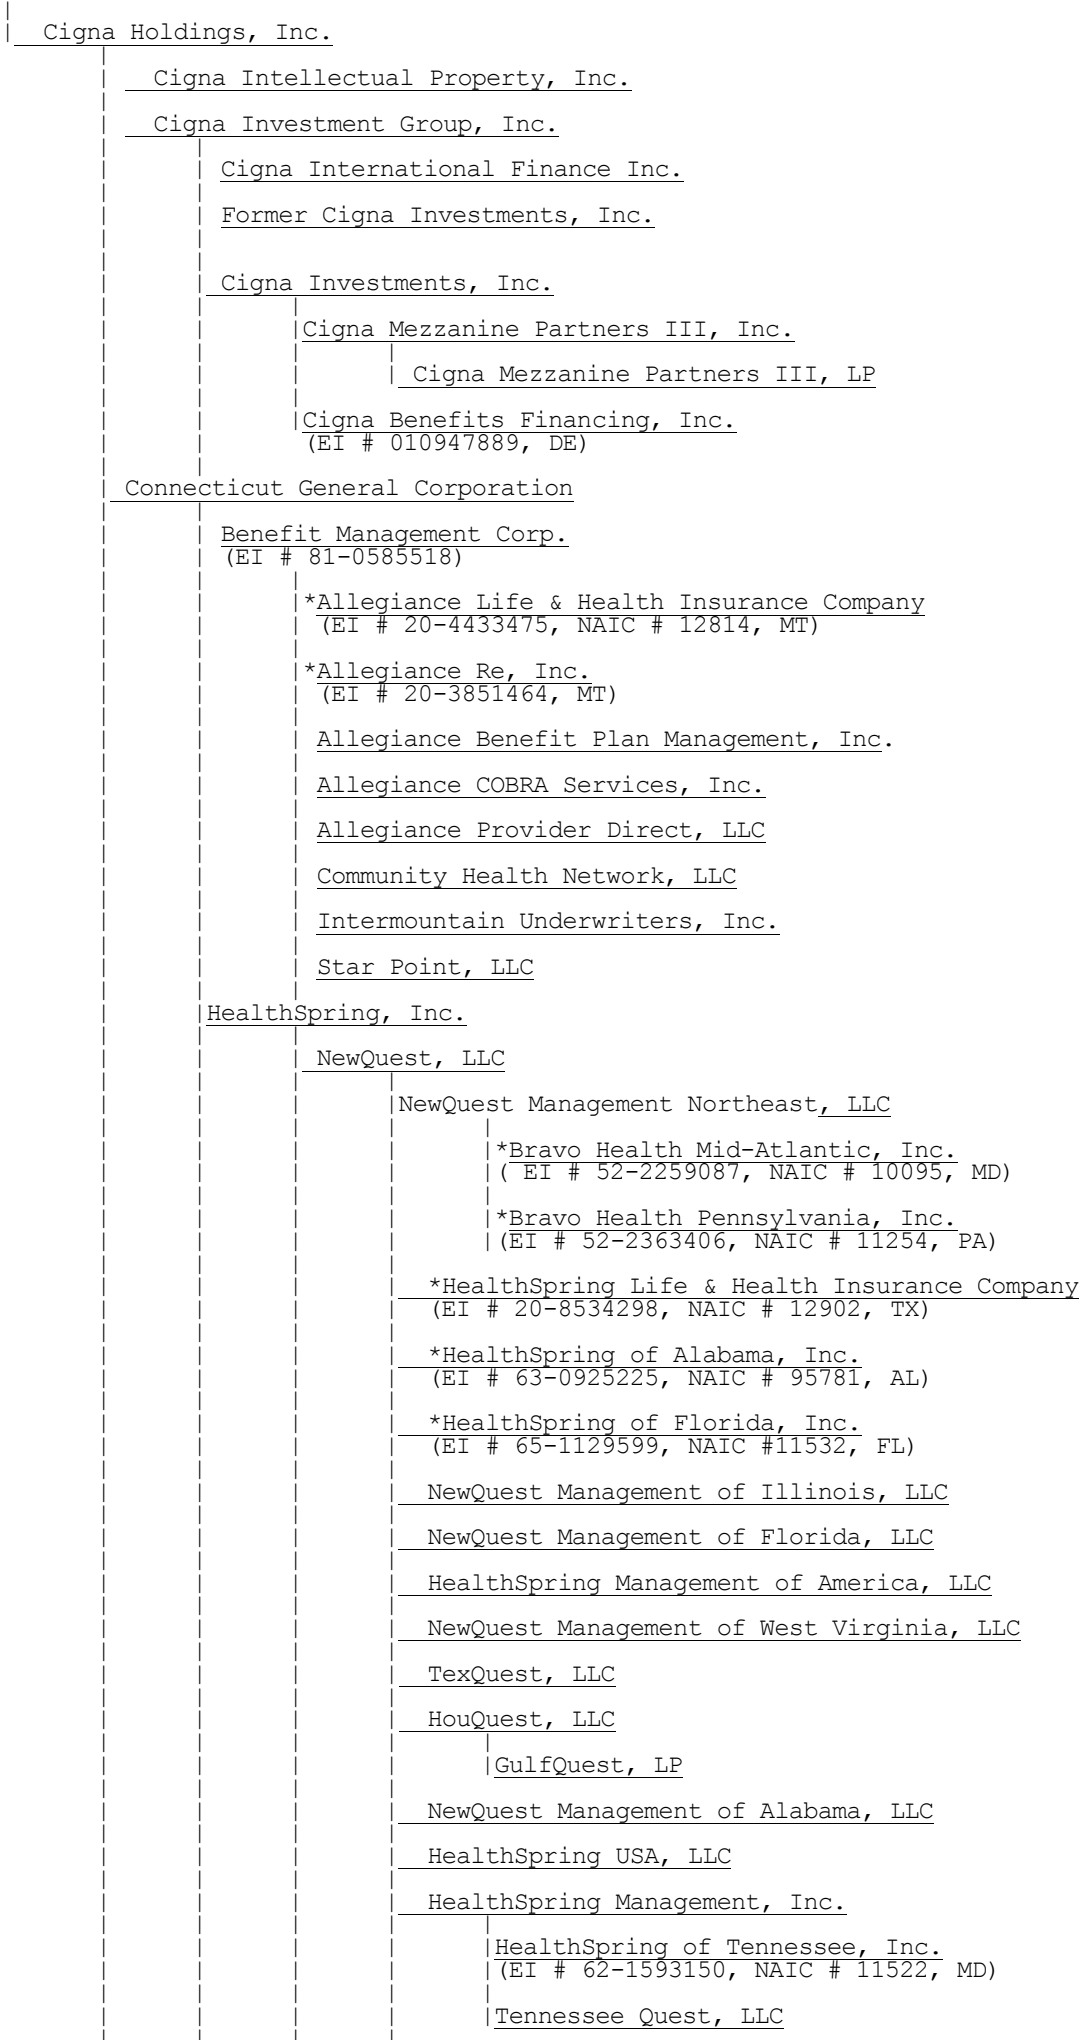 Cigna Holdings, Inc.
Cigna Intellectual Property, Inc.
Cigna Investment Group, Inc.
Cigna International Finance Inc.
Former Cigna Investments, Inc.
Cigna Investments, Inc.
Cigna Mezzanine Partners III, Inc.
Cigna Mezzanine Partners III, LP
Cigna Benefits Financing, Inc.
(EI # 010947889, DE)
Connecticut General Corporation
Benefit Management Corp.
(EI # 81-0585518)
*Allegiance Life & Health Insurance Company
(EI # 20-4433475, NAIC # 12814, MT)
*Allegiance Re, Inc.
(EI # 20-3851464, MT)
Allegiance Benefit Plan Management, Inc.
Allegiance COBRA Services, Inc.
Allegiance Provider Direct, LLC
Community Health Network, LLC
Intermountain Underwriters, Inc.
Star Point, LLC
HealthSpring, Inc.
NewQuest, LLC
NewQuest Management Northeast, LLC
*Bravo Health Mid-Atlantic, Inc.
( EI # 52-2259087, NAIC # 10095, MD)
*Bravo Health Pennsylvania, Inc.
(EI # 52-2363406, NAIC # 11254, PA)
*HealthSpring Life & Health Insurance Company
(EI # 20-8534298, NAIC # 12902, TX)
*HealthSpring of Alabama, Inc.
(EI # 63-0925225, NAIC # 95781, AL)
*HealthSpring of Florida, Inc.
(EI # 65-1129599, NAIC #11532, FL)
NewQuest Management of Illinois, LLC
NewQuest Management of Florida, LLC
HealthSpring Management of America, LLC
NewQuest Management of West Virginia, LLC
TexQuest, LLC
HouQuest, LLC
GulfQuest, LP
NewQuest Management of Alabama, LLC
HealthSpring USA, LLC
HealthSpring Management, Inc.
HealthSpring of Tennessee, Inc.
(EI # 62-1593150, NAIC # 11522, MD)
Tennessee Quest, LLC